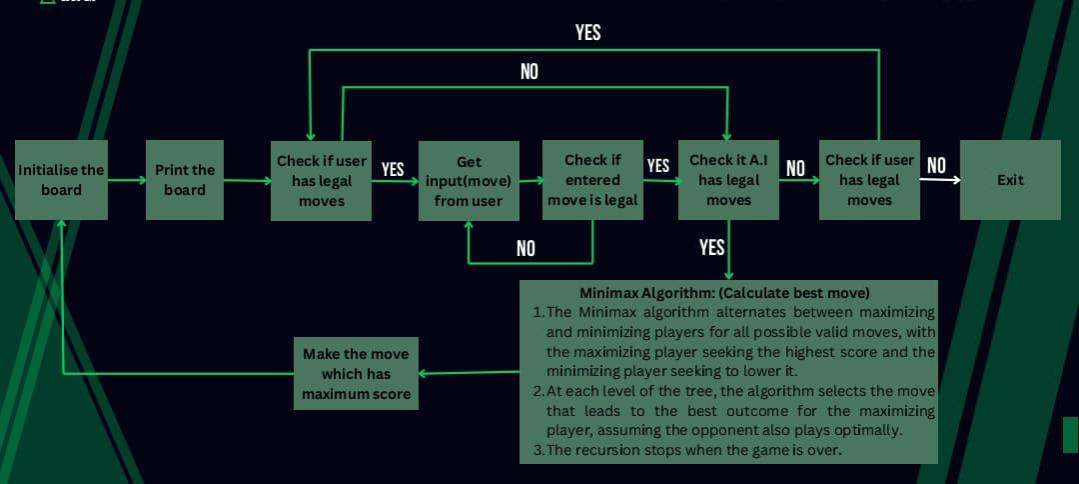 YES
NO
Initialise the
board
Print the
board
Check if user
has legal
moves
YES
Get
input(move)
from user
Check if
entered
move is legal
YES
Check it A.I
has legal
moves
NO
Check if user
has legal
moves
NO
Exit
NO
YES
Minimax Algorithm: (Calculate best move)
1.The Minimax algorithm alternates between maximizing
and minimizing players for all possible valid moves, with
the maximizing player seeking the highest score and the
minimizing player seeking to lower it.
2.At each level of the tree, the algorithm selects the move
that leads to the best outcome for the maximizing
player, assuming the opponent also plays optimally.
3.The recursion stops when the game is over.
Make the move
which has
maximum score